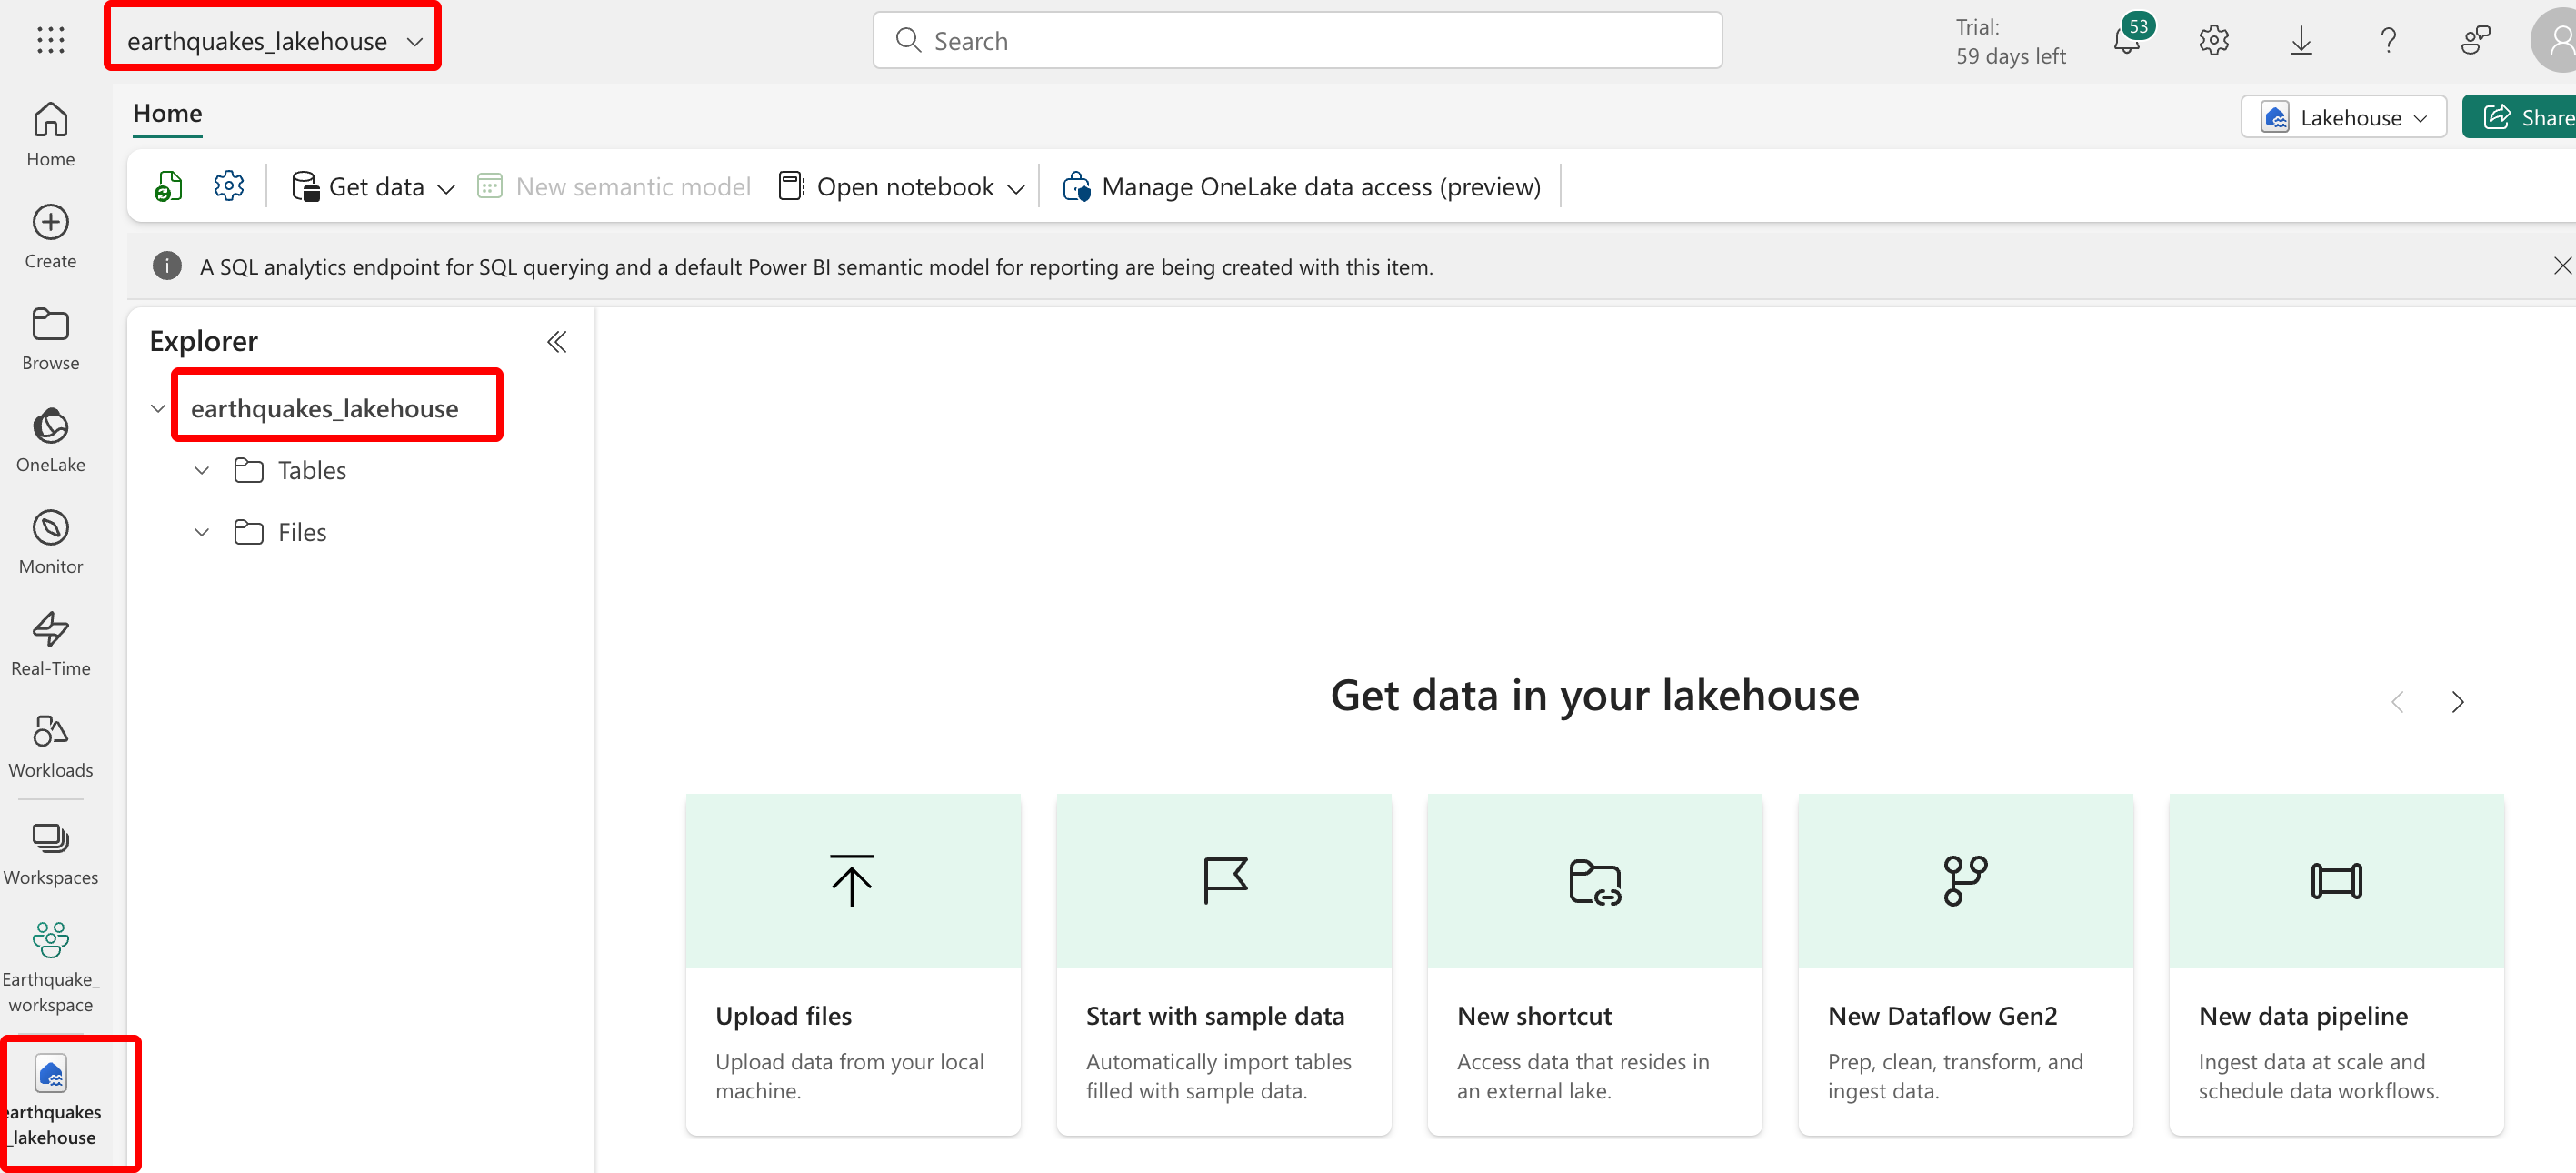 earthquakes_lakehouse
Search
Trial:
59 days left
53
Home
Lakehouse
Share
Get data
New semantic model
Open notebook
Manage OneLake data access (preview)
A SQL analytics endpoint for SQL querying and a default Power BI semantic model for reporting are being created with this item.
Home
Create
Browse
OneLake
Monitor
Real-Time
Workloads
Workspaces
Earthquake_
workspace
earthquakes
_lakehouse
Explorer
earthquakes_lakehouse
Tables
Files
Get data in your lakehouse
Upload files
Upload data from your local
machine.
Start with sample data
Automatically import tables
filled with sample data.
New shortcut
Access data that resides in
an external lake.
New Dataflow Gen2
Prep, clean, transform, and
ingest data.
New data pipeline
Ingest data at scale and
schedule data workflows.